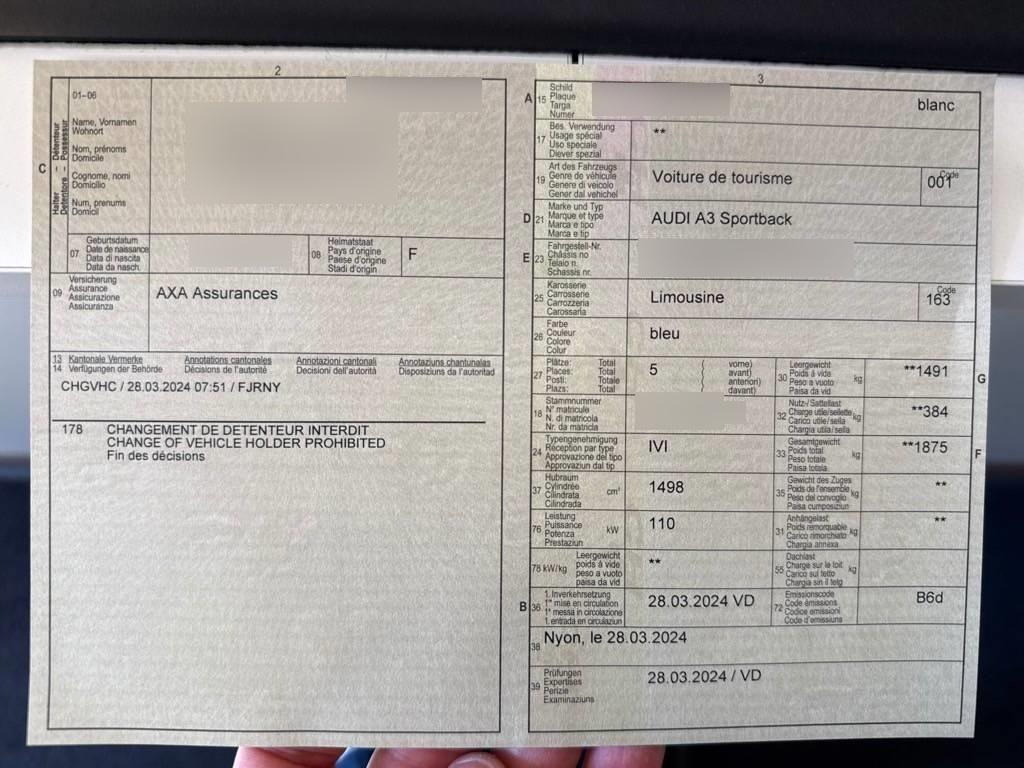 2
01-06
Halter - Détenteur
Detentore - Possessur
C
Name, Vornamen
Wohnort
Nom, prénoms
Domicile
Cognome, nomi
Domicilio
Num, prenums
Domicil
07
Geburtsdatum
Date de naissance
Data di nascita
Data da nasch.
08
Heimatstaat
Pays d'origine
Paese d'origine
Stadi d'origin
F
09
Versicherung
Assurance
Assicurazione
Assicuranza
AXA Assurances
13 Kantonale Vermerke Annotations cantonales Annotazioni cantonali Annotaziuns chantunalas
14 Verfügungen der Behörde Décisions de l'autorité Decisioni dell'autorità Disposiziuns da l'autoritad
CHGVHC / 28.03.2024 07:51 / FJRNY
178 CHANGEMENT DE DETENTEUR INTERDIT
CHANGE OF VEHICLE HOLDER PROHIBITED
Fin des décisions
3
A 15
Schild
Plaque
Targa
Numer
blanc
17
Bes. Verwendung
Usage spécial
Uso speciale
Diever spezial
**
19
Art des Fahrzeugs
Genre de véhicule
Genere di veicolo
Gener dal vehichel
Voiture de tourisme
Code
001
D 21
Marke und Typ
Marque et type
Marca e tipo
Marca e tip
AUDI A3 Sportback
E 23
Fahrgestell-Nr.
Châssis no
Telaio n.
Schassis nr.
25
Karosserie
Carrosserie
Carrozzeria
Carossaria
Limousine
Code
163
26
Farbe
Couleur
Colore
Colur
bleu
27
Plätze: Total
Places: Total
Posti: Totale
Plazs: Total
5
vorne)
avant)
anteriori)
davant)
30
Leergewicht
Poids à vide
Peso a vuoto
Paisa da vid
kg
**1491
G
18
Stammnummer
N° matricule
N. di matricola
Nr. da matricla
32
Nutz-/Sattellast
Charge utile/sellette
Carico utile/sella
Chargia utila/sella
kg
**384
24
Typengenehmigung
Réception par type
Approvazione del tipo
Approvaziun dal tip
IVI
33
Gesamtgewicht
Poids total
Peso totale
Paisa totala
kg
**1875
F
37
Hubraum
Cylindrée
Cilindrata
Cilindrada
cm³
1498
35
Gewicht des Zuges
Poids de l'ensemble
Peso del convoglio
Paisa cumposiziun
kg
**
76
Leistung
Puissance
Potenza
Prestaziun
kW
110
31
Anhängelast
Poids remorquable
Carico rimorchiato
Chargia annexa
kg
**
78 kW/kg
Leergewicht
poids à vide
peso a vuoto
paisa da vid
**
55
Dachlast
Charge sur le toit
Carico sul tetto
Chargia sin il tetg
kg
B 36
1. Inverkehrsetzung
1re mise en circulation
1a messa in circolazione
1. entrada en circulaziun
28.03.2024 VD
72
Emissionscode
Code émissions
Codice emissioni
Code d'emissiuns
B6d
38
Nyon, le 28.03.2024
39
Prüfungen
Expertises
Perizie
Examinaziuns
28.03.2024 / VD